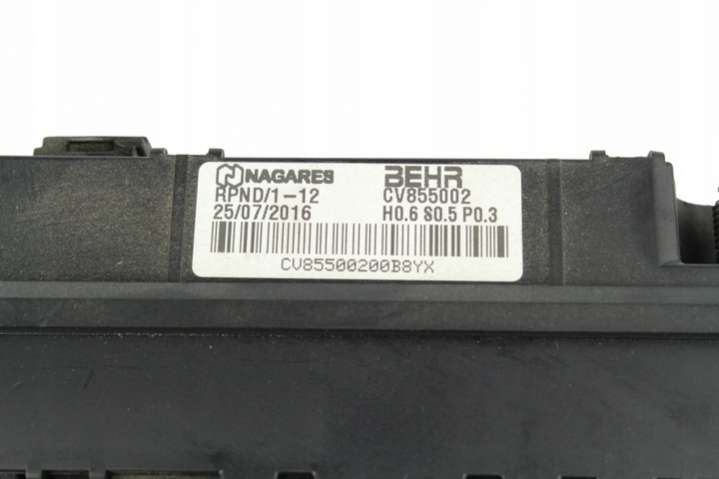 NAGARES BEHR
RPND/1-12 CV855002
25/07/2016 H0.6 S0.5 P0.3
CV85500200B8YX